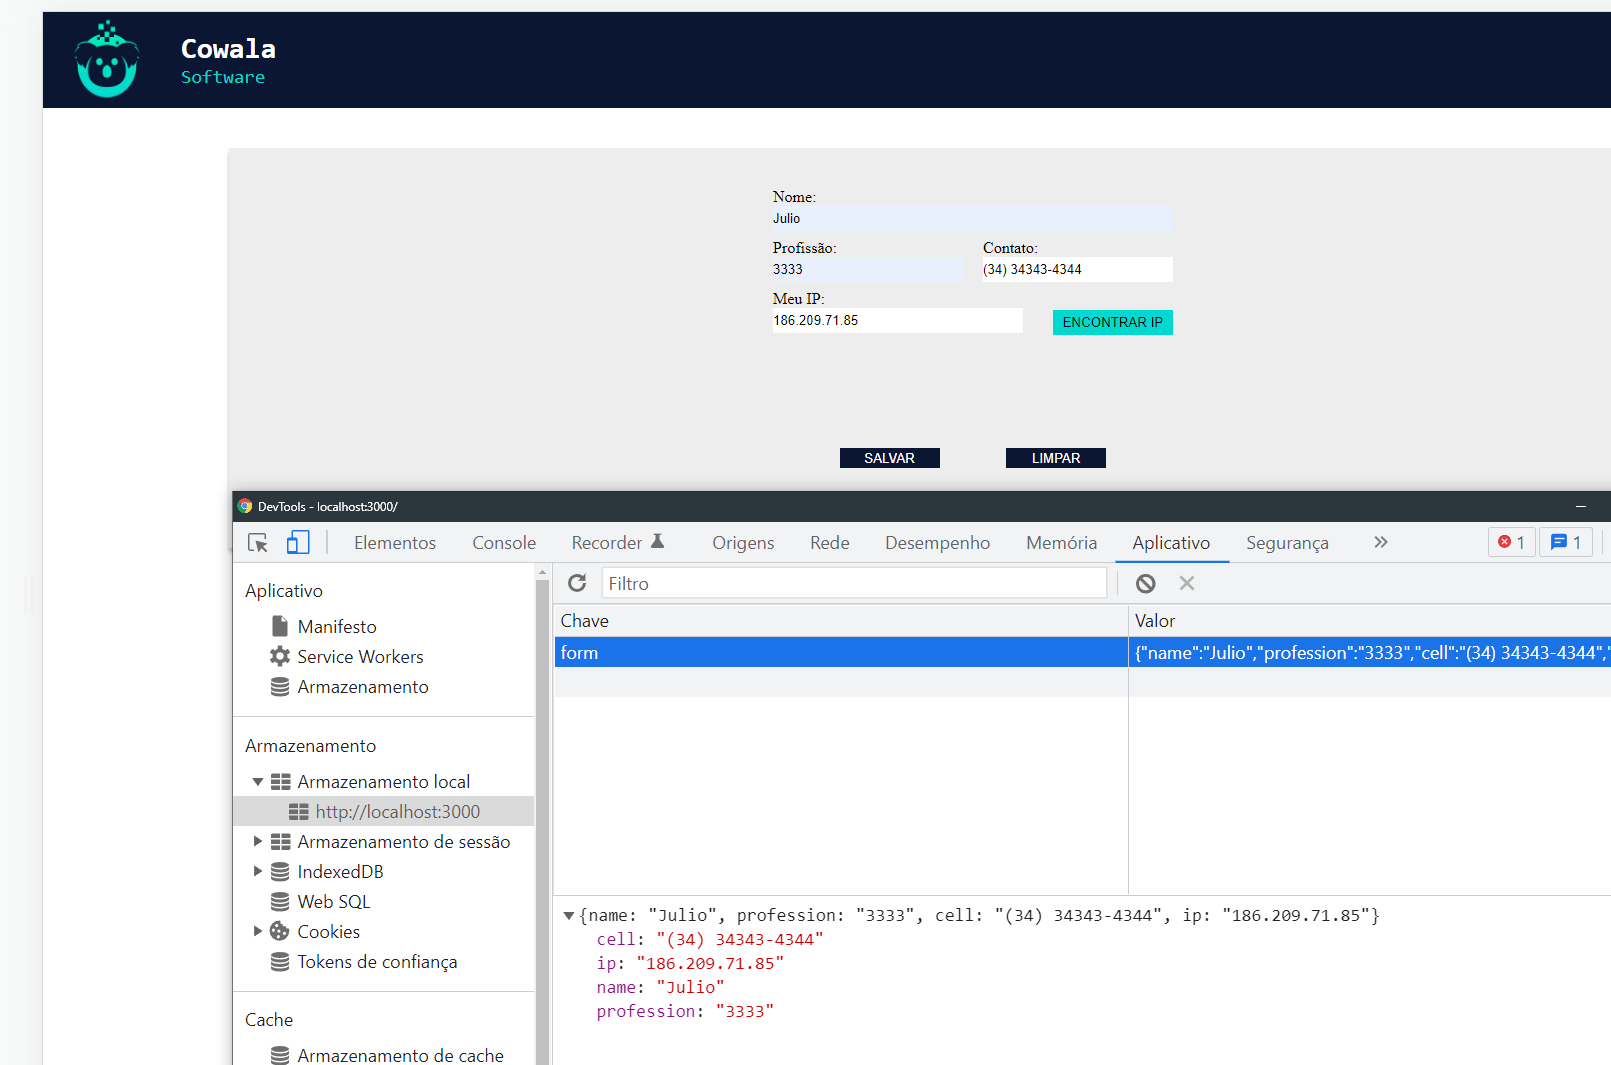 Cowala
Software
Nome:
Julio
Profissão:
Contato:
3333
(34) 34343-4344
Meu IP:
186.209.71.85
ENCONTRAR IP
SALVAR
LIMPAR
DevTools - localhost:3000/
Elementos
Console
Recorder
Origens
Rede
Desempenho
Memória
Aplicativo
Segurança
1
1
Aplicativo
Manifesto
Service Workers
Armazenamento
Armazenamento
Armazenamento local
http://localhost:3000
Armazenamento de sessão
IndexedDB
Web SQL
Cookies
Tokens de confiança
Cache
Armazenamento de cache
Filtro
Chave
Valor
form
{"name":"Julio","profession":"3333","cell":"(34) 34343-4344","
{name: "Julio", profession: "3333", cell: "(34) 34343-4344", ip: "186.209.71.85"}
cell: "(34) 34343-4344"
ip: "186.209.71.85"
name: "Julio"
profession: "3333"